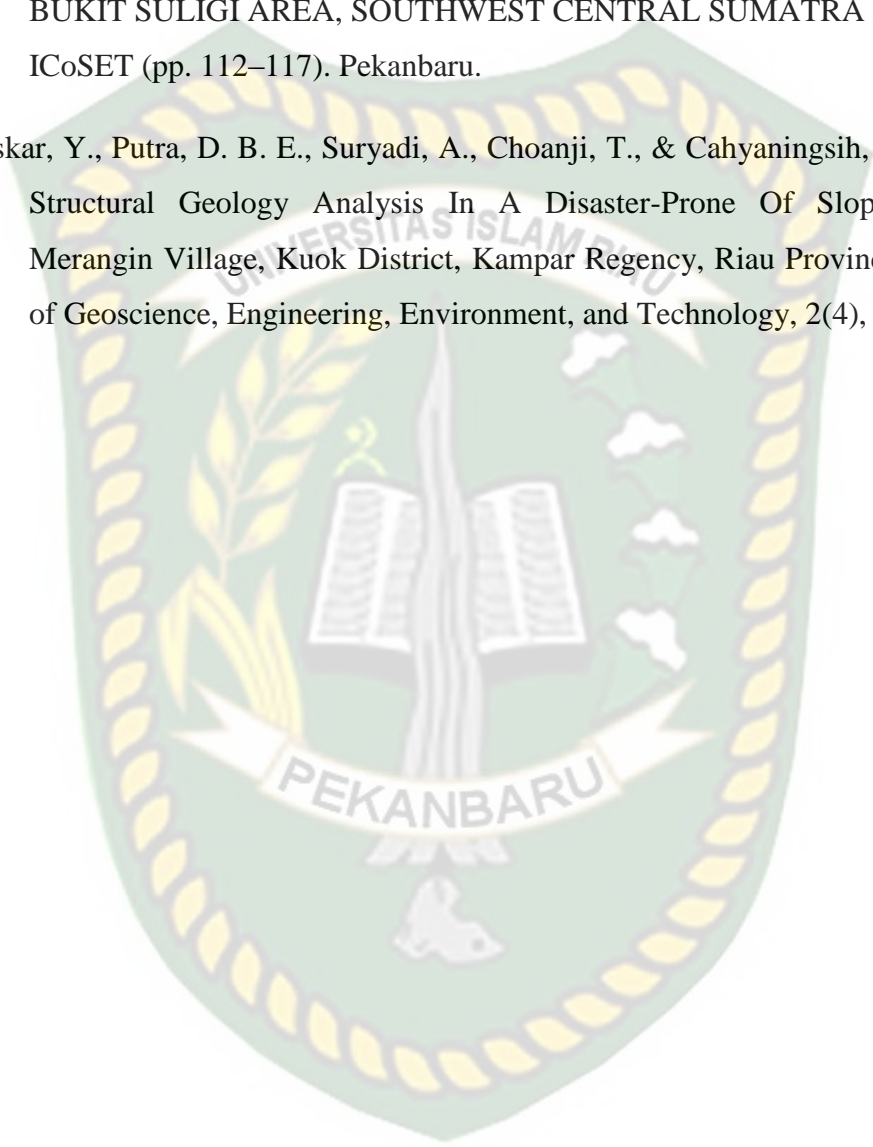 BUKIT SULIGI AREA, SOUTHWEST CENTRAL SUMATRA
ICoSET (pp. 112–117). Pekanbaru.
skar, Y., Putra, D. B. E., Suryadi, A., Choanji, T., & Cahyaningsih,
Structural Geology Analysis In A Disaster-Prone Of Slop
Merangin Village, Kuok District, Kampar Regency, Riau Provinc
of Geoscience, Engineering, Environment, and Technology, 2(4),
UNIVERSITAS ISLAM RIAU
PEKANBARU